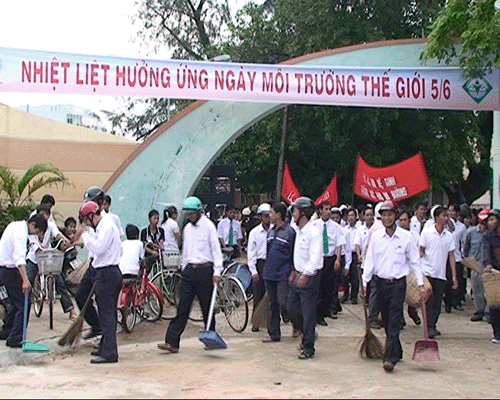 NHIỆT LIỆT HƯỞNG ỨNG NGÀY MÔI TRƯỜNG THẾ GIỚI 5/6